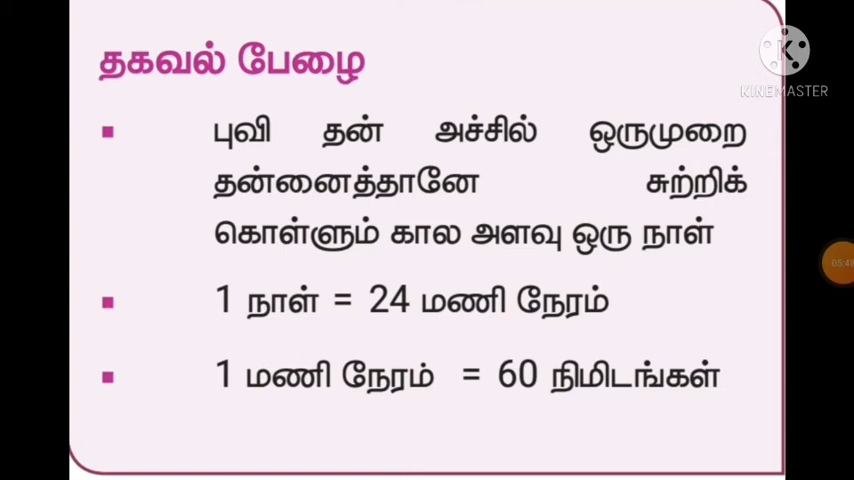 தகவல் பேழை
KINEMASTER
புவி தன் அச்சில் ஒருமுறை
தன்னைத்தானே சுற்றிக்
கொள்ளும் கால அளவு ஒரு நாள்
1 நாள் = 24 மணி நேரம்
1 மணி நேரம் = 60 நிமிடங்கள்